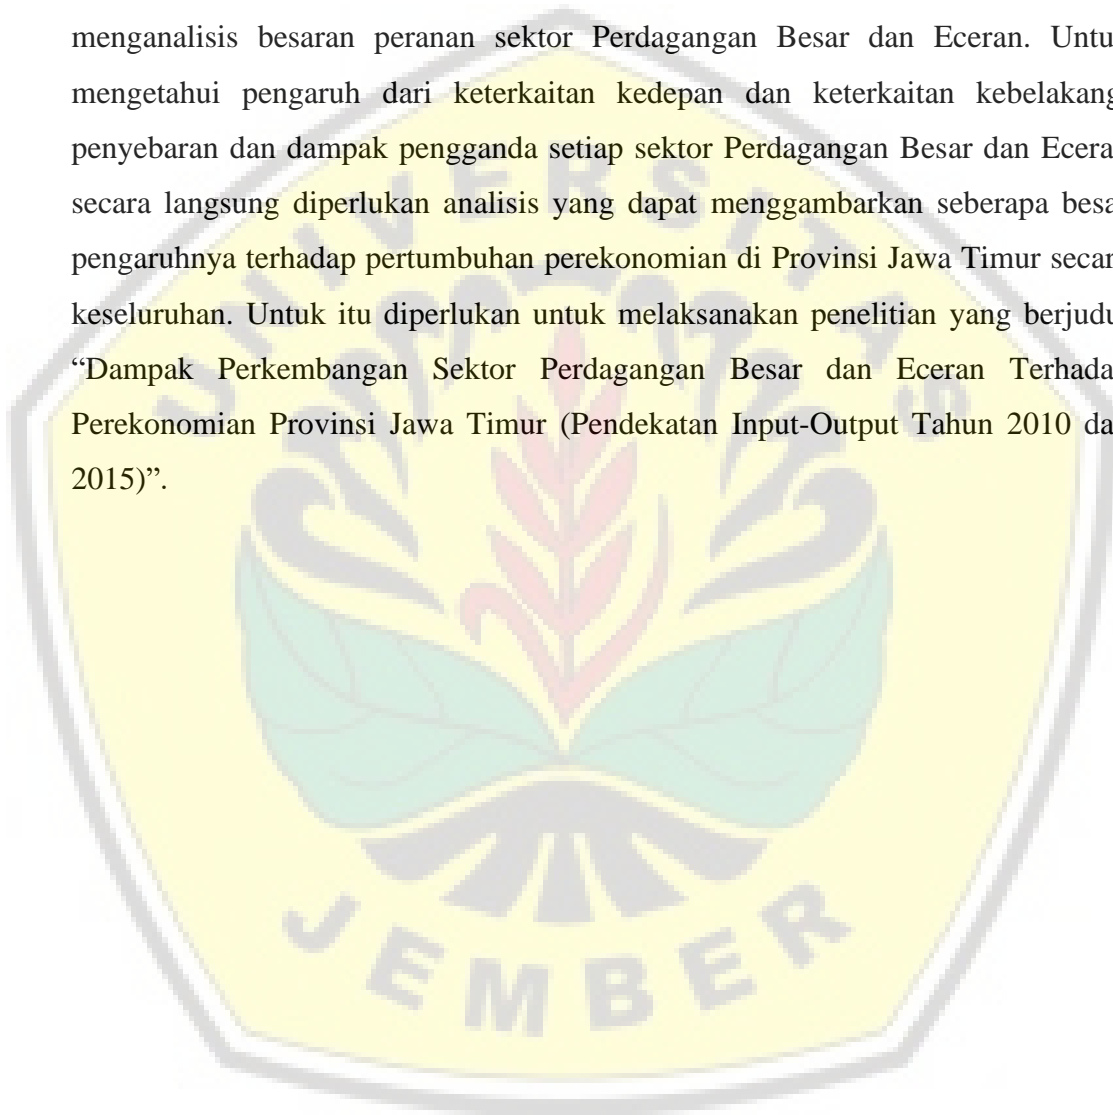 menganalisis besaran peranan sektor Perdagangan Besar dan Eceran. Untu
mengetahui pengaruh dari keterkaitan kedepan dan keterkaitan kebelakang
penyebaran dan dampak pengganda setiap sektor Perdagangan Besar dan Ecera
secara langsung diperlukan analisis yang dapat menggambarkan seberapa besa
pengaruhnya terhadap pertumbuhan perekonomian di Provinsi Jawa Timur secar
keseluruhan. Untuk itu diperlukan untuk melaksanakan penelitian yang berjudu
“Dampak Perkembangan Sektor Perdagangan Besar dan Eceran Terhada
Perekonomian Provinsi Jawa Timur (Pendekatan Input-Output Tahun 2010 da
2015)”.
UNIVERSITAS
JEMBER